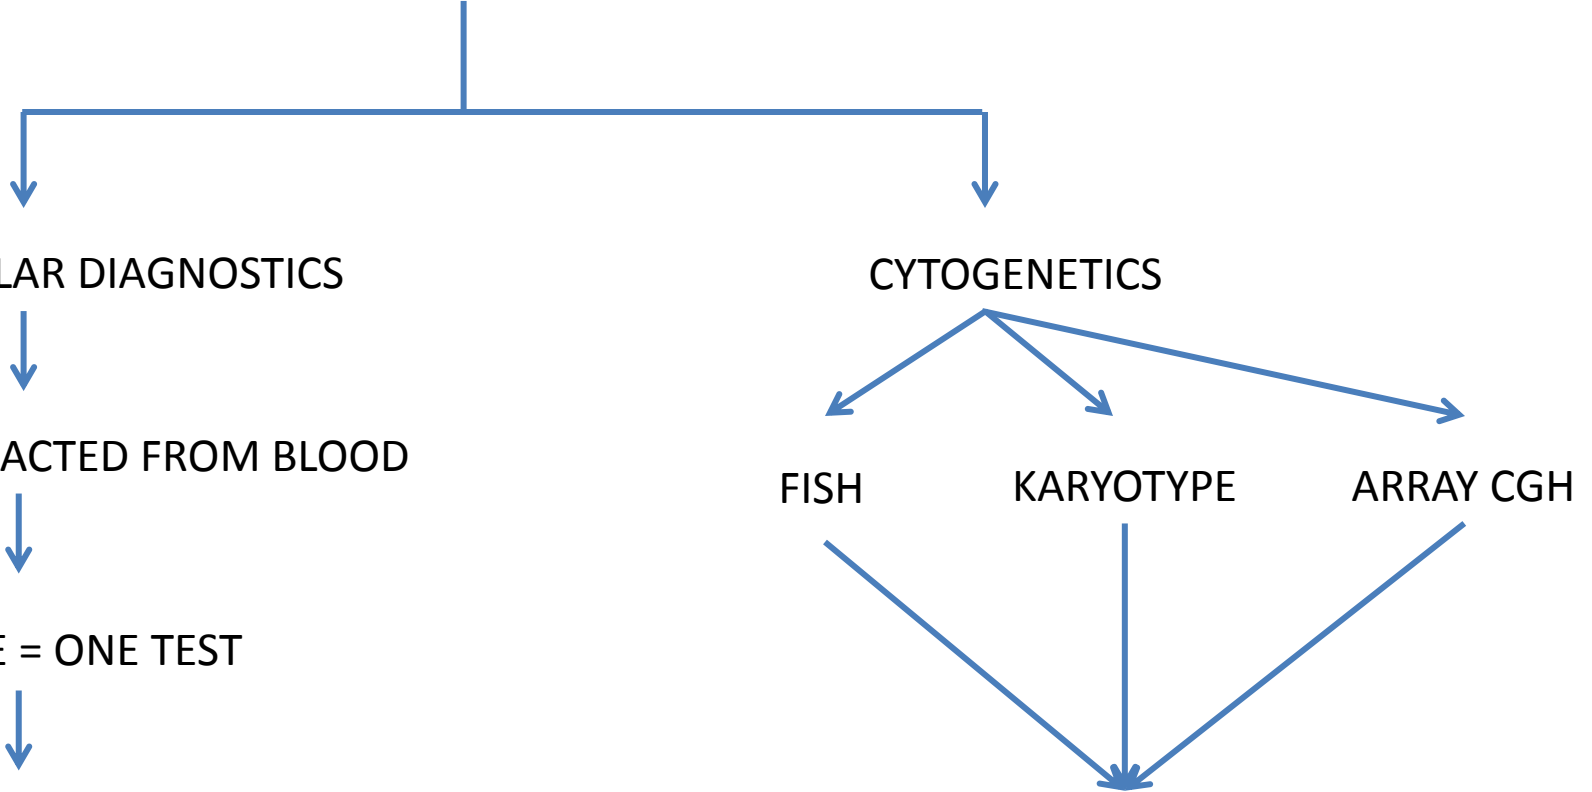 LAR DIAGNOSTICS
CYTOGENETICS
ACTED FROM BLOOD
FISH
KARYOTYPE
ARRAY CGH
E = ONE TEST